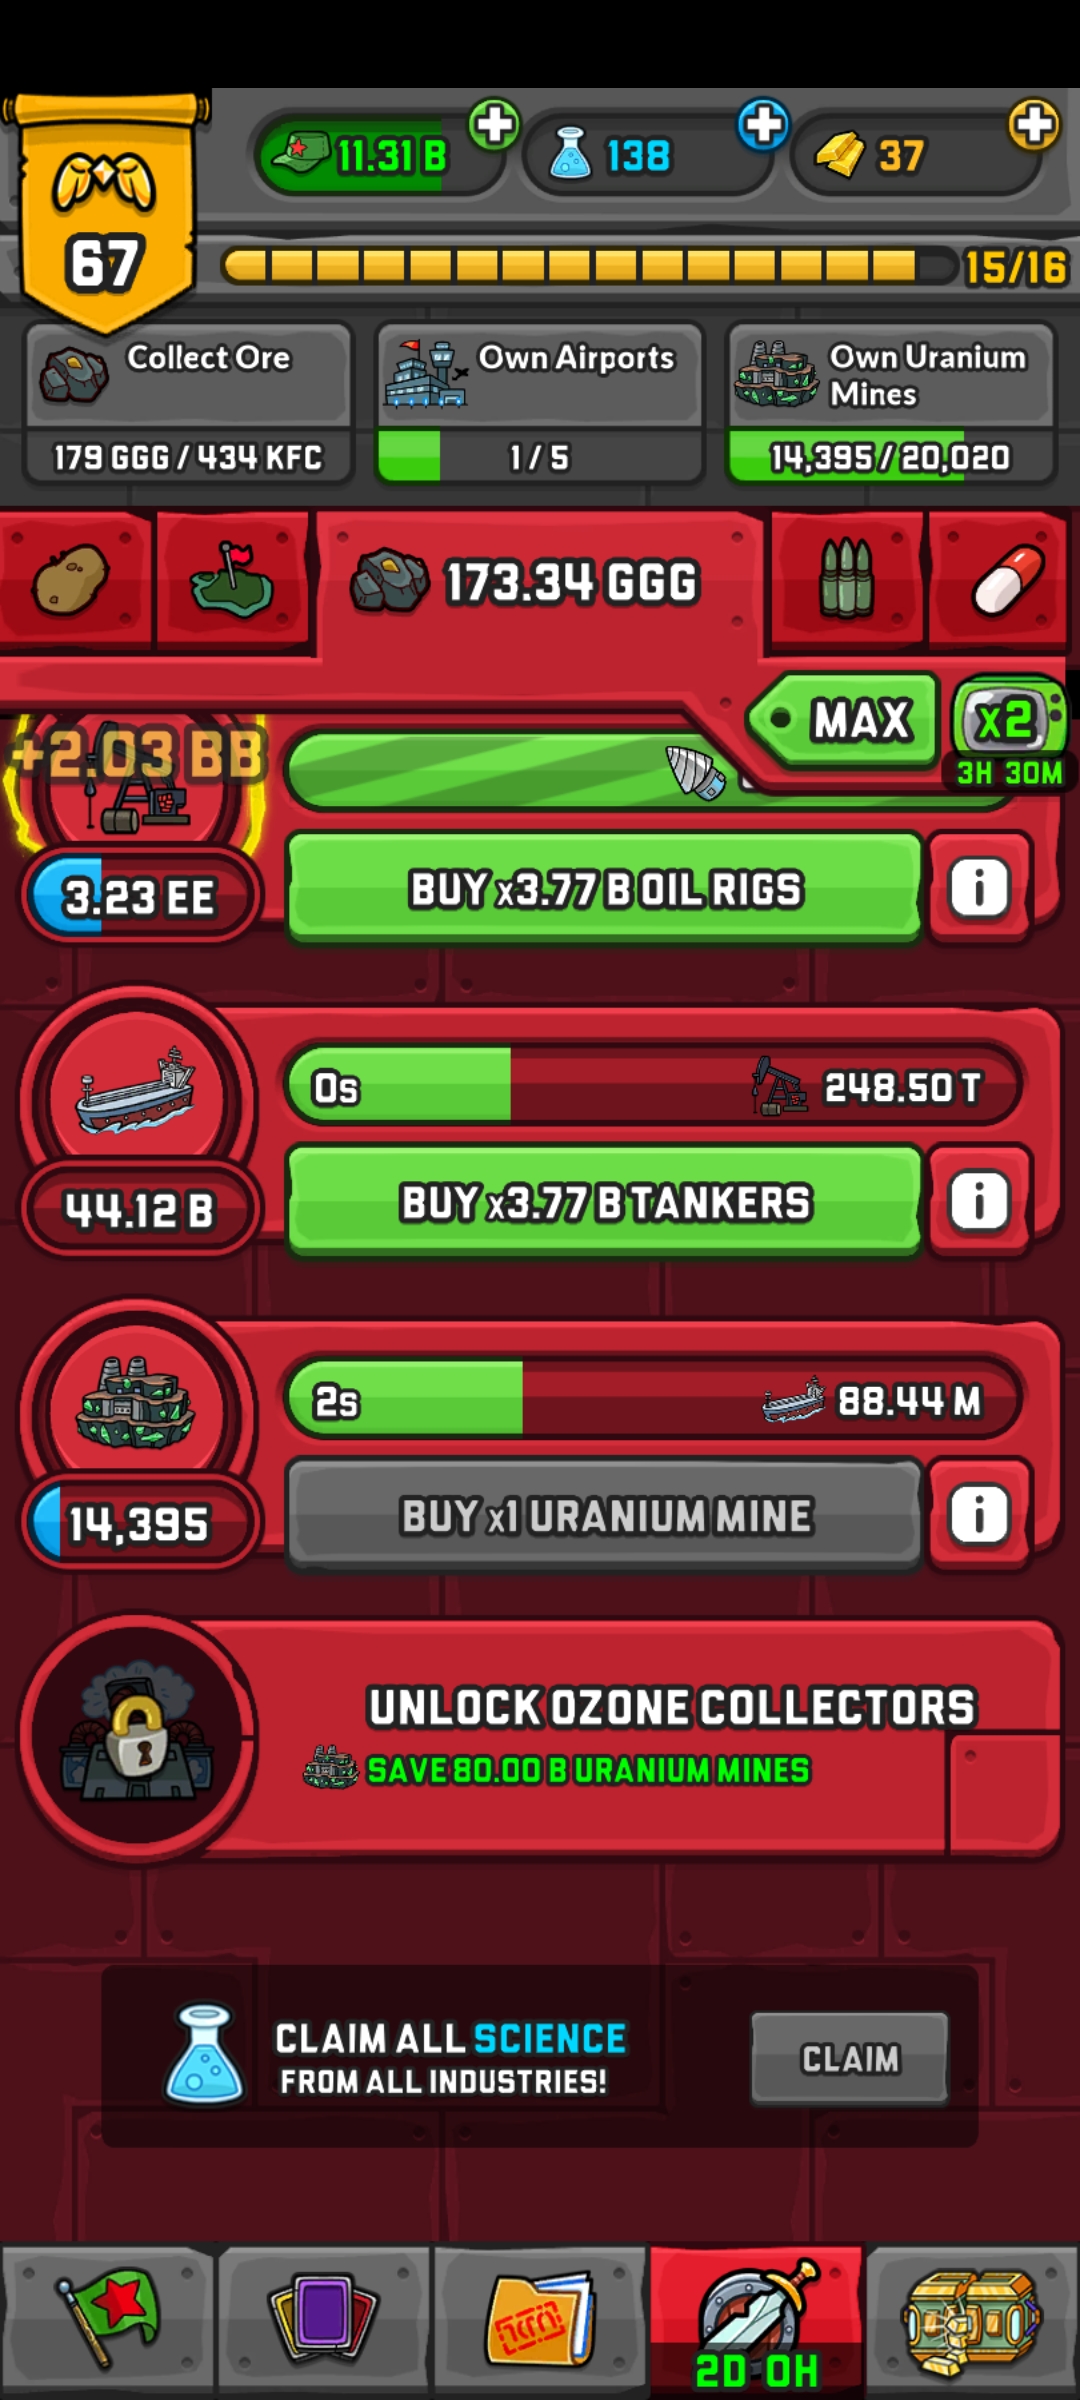 11.31 B
138
37
67
15/16
Collect Ore
179 GGG / 434 KFC
Own Airports
1 / 5
Own Uranium
Mines
14,395 / 20,020
173.34 GGG
MAX
x2
3H 30M
+2.03 BB
3.23 EE
BUY x3.77 B OIL RIGS
i
0s
248.50 T
44.12 B
BUY x3.77 B TANKERS
i
2s
88.44 M
14,395
BUY x1 URANIUM MINE
i
UNLOCK OZONE COLLECTORS
SAVE 80.00 B URANIUM MINES
CLAIM ALL SCIENCE
FROM ALL INDUSTRIES!
CLAIM
2D 0H